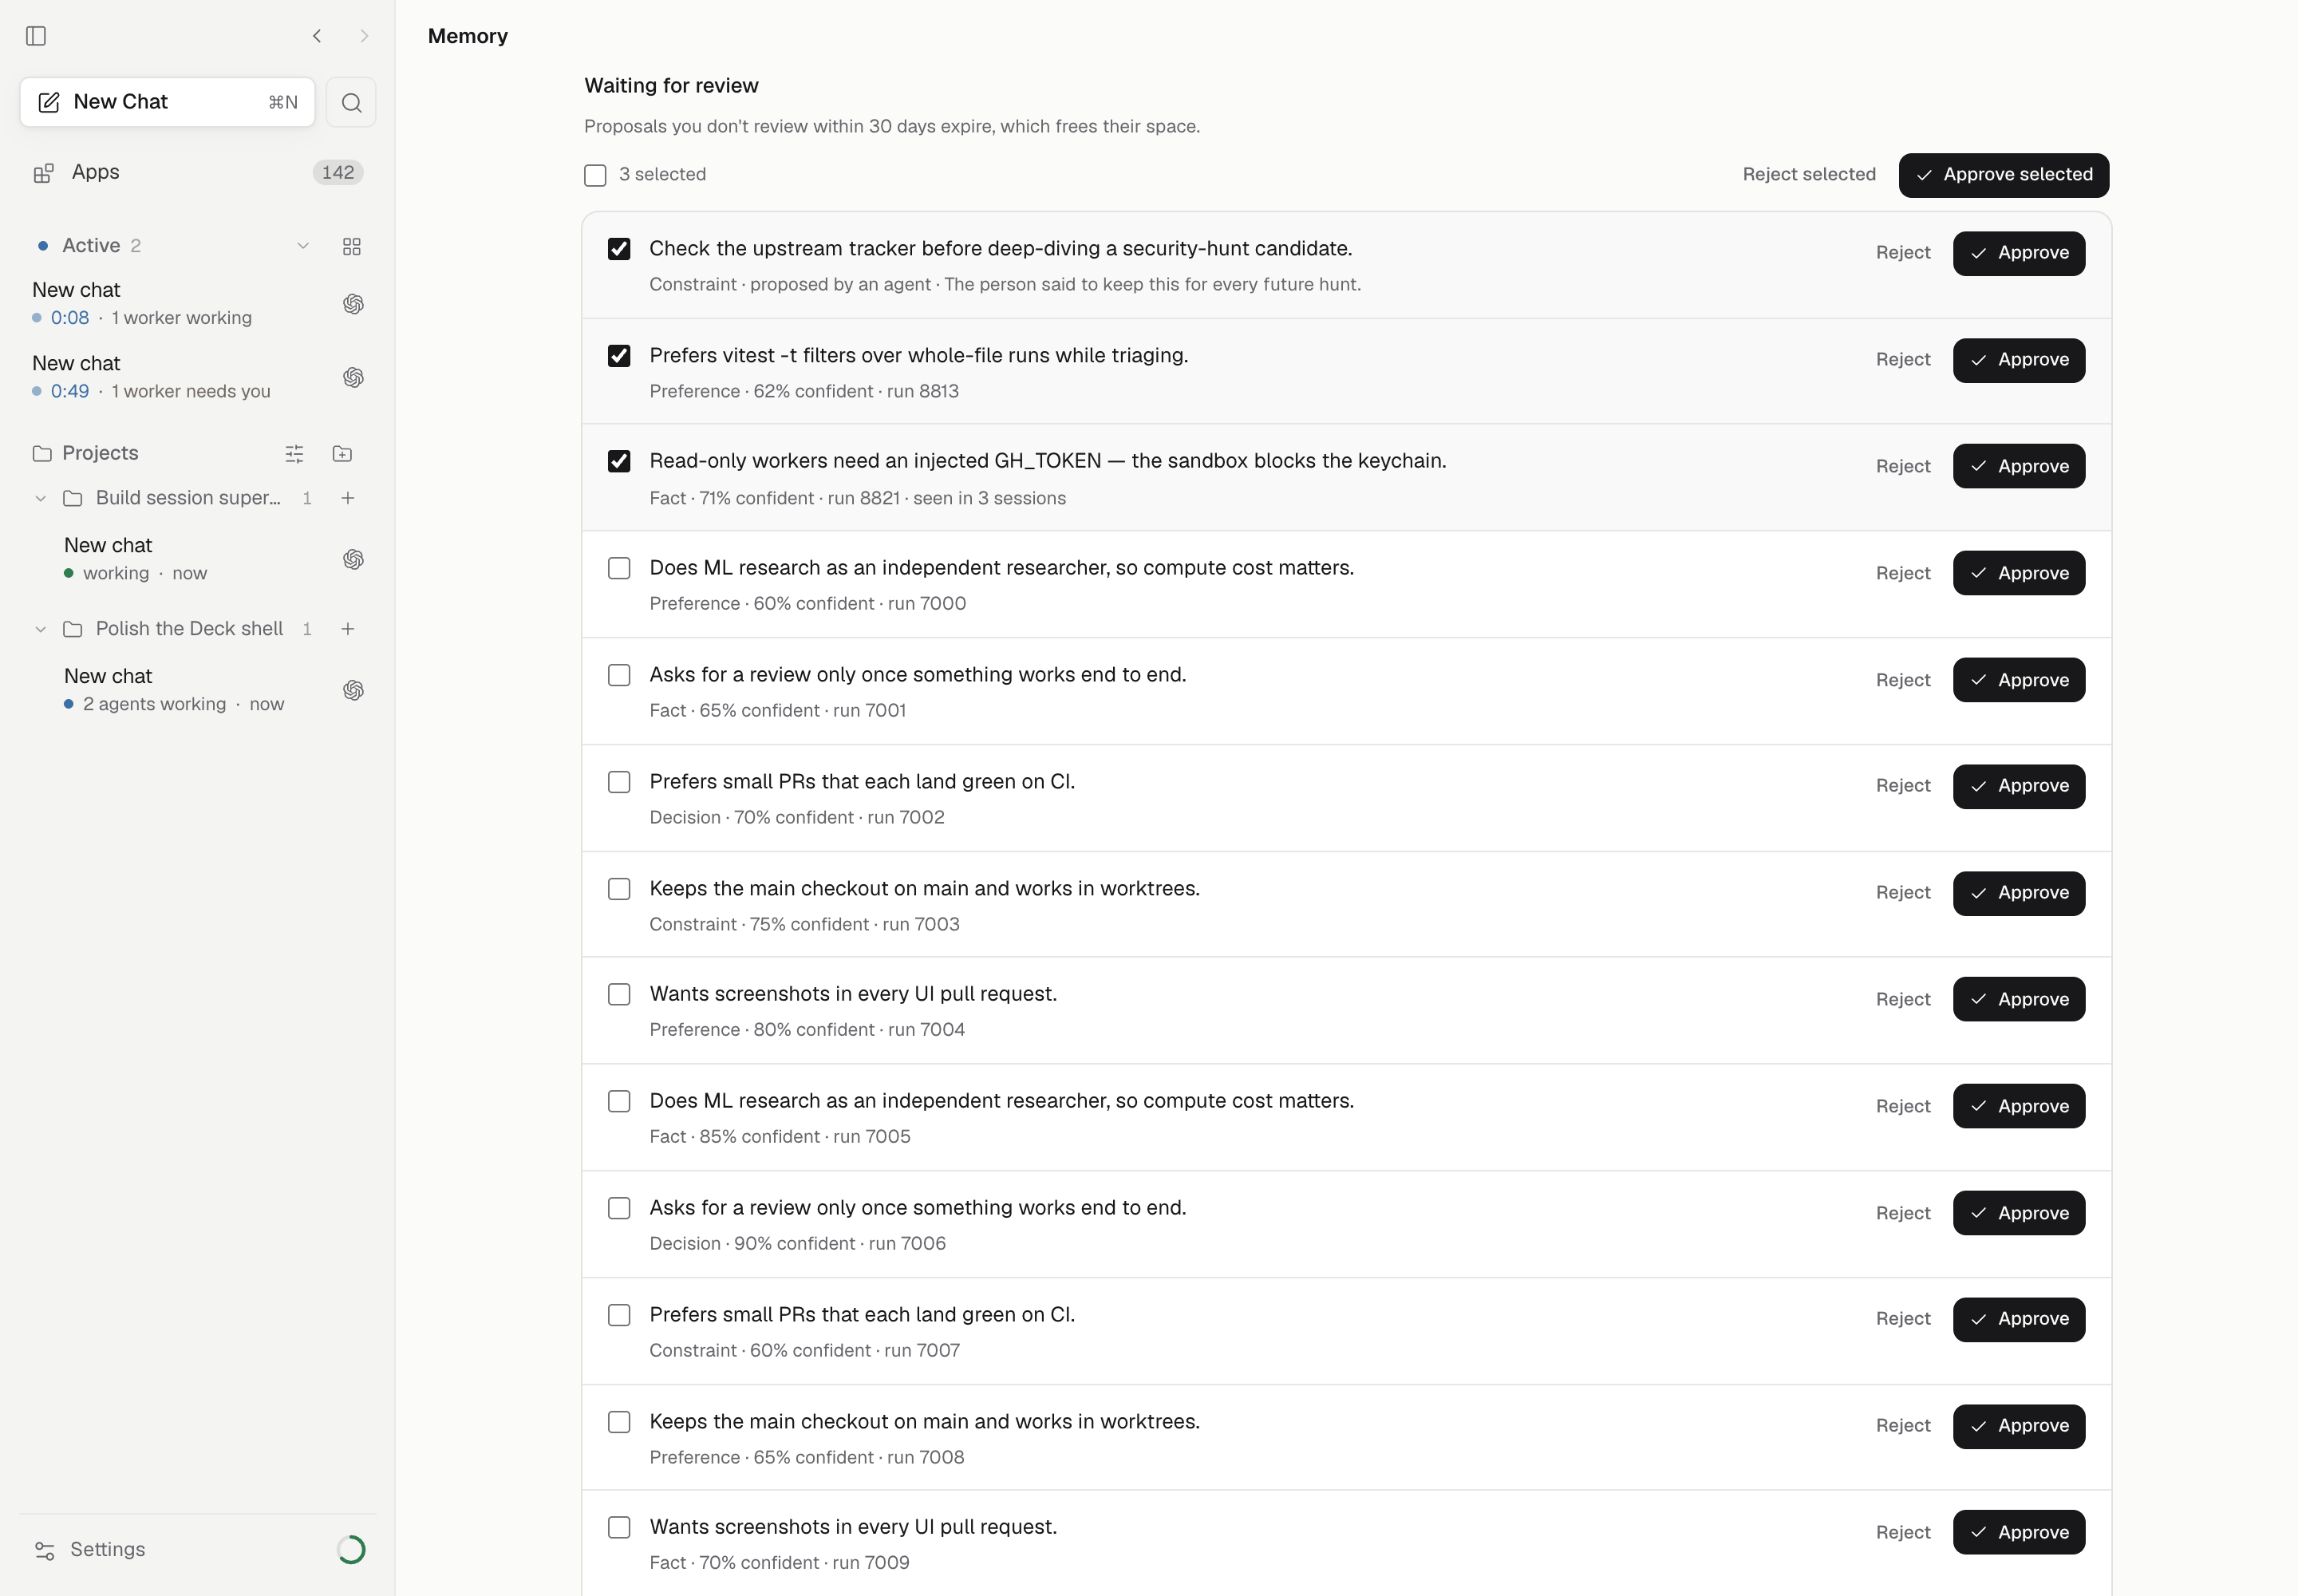 Memory
New Chat ⌘N
Apps 142
Active 2
New chat
0:08 · 1 worker working
New chat
0:49 · 1 worker needs you
Projects
Build session super... 1
New chat
working · now
Polish the Deck shell 1
New chat
2 agents working · now
Settings
Waiting for review
Proposals you don't review within 30 days expire, which frees their space.
3 selected Reject selected Approve selected
Check the upstream tracker before deep-diving a security-hunt candidate. Reject Approve
Constraint · proposed by an agent · The person said to keep this for every future hunt.
Prefers vitest -t filters over whole-file runs while triaging. Reject Approve
Preference · 62% confident · run 8813
Read-only workers need an injected GH_TOKEN — the sandbox blocks the keychain. Reject Approve
Fact · 71% confident · run 8821 · seen in 3 sessions
Does ML research as an independent researcher, so compute cost matters. Reject Approve
Preference · 60% confident · run 7000
Asks for a review only once something works end to end. Reject Approve
Fact · 65% confident · run 7001
Prefers small PRs that each land green on CI. Reject Approve
Decision · 70% confident · run 7002
Keeps the main checkout on main and works in worktrees. Reject Approve
Constraint · 75% confident · run 7003
Wants screenshots in every UI pull request. Reject Approve
Preference · 80% confident · run 7004
Does ML research as an independent researcher, so compute cost matters. Reject Approve
Fact · 85% confident · run 7005
Asks for a review only once something works end to end. Reject Approve
Decision · 90% confident · run 7006
Prefers small PRs that each land green on CI. Reject Approve
Constraint · 60% confident · run 7007
Keeps the main checkout on main and works in worktrees. Reject Approve
Preference · 65% confident · run 7008
Wants screenshots in every UI pull request. Reject Approve
Fact · 70% confident · run 7009